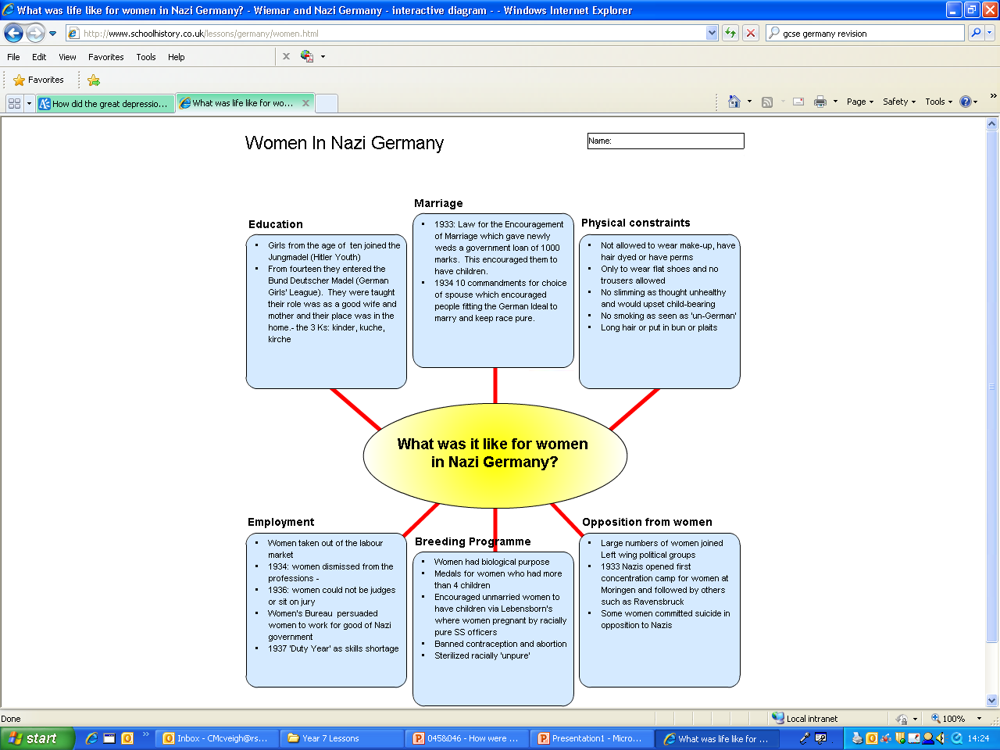 What was life like for women in Nazi Germany? - Wiemar and Nazi Germany - interactive diagram - - Windows Internet Explorer
http://www.schoolhistory.co.uk/lessons/germany/women.html
gcse germany revision
File Edit View Favorites Tools Help
Favorites
How did the great depressio...
What was life like for wo...
Page Safety Tools
Women In Nazi Germany
Name:
Education
• Girls from the age of ten joined the
Jungmadel (Hitler Youth)
• From fourteen they entered the
Bund Deutscher Madel (German
Girls' League). They were taught
their role was as a good wife and
mother and their place was in the
home.- the 3 Ks: kinder, kuche,
kirche
Marriage
• 1933: Law for the Encouragement
of Marriage which gave newly
weds a government loan of 1000
marks. This encouraged them to
have children.
• 1934 10 commandments for choice
of spouse which encouraged
people fitting the German Ideal to
marry and keep race pure.
Physical constraints
• Not allowed to wear make-up, have
hair dyed or have perms
• Only to wear flat shoes and no
trousers allowed
• No slimming as thought unhealthy
and would upset child-bearing
• No smoking as seen as 'un-German'
• Long hair or put in bun or plaits
What was it like for women
in Nazi Germany?
Employment
• Women taken out of the labour
market
• 1934: women dismissed from the
professions -
• 1936: women could not be judges
or sit on jury
• Women's Bureau persuaded
women to work for good of Nazi
government
• 1937 'Duty Year' as skills shortage
Breeding Programme
• Women had biological purpose
• Medals for women who had more
than 4 children
• Encouraged unmarried women to
have children via Lebensborn's
where women pregnant by racially
pure SS officers
• Banned contraception and abortion
• Sterilized racially 'unpure'
Opposition from women
• Large numbers of women joined
Left wing political groups
• 1933 Nazis opened first
concentration camp for women at
Moringen and followed by others
such as Ravensbruck
• Some women committed suicide in
opposition to Nazis
Done
Local intranet
100%
start
Inbox - CMcveigh@rs...
Year 7 Lessons
045&046 - How were ...
Presentation1 - Micro...
What was life like for ...
14:24